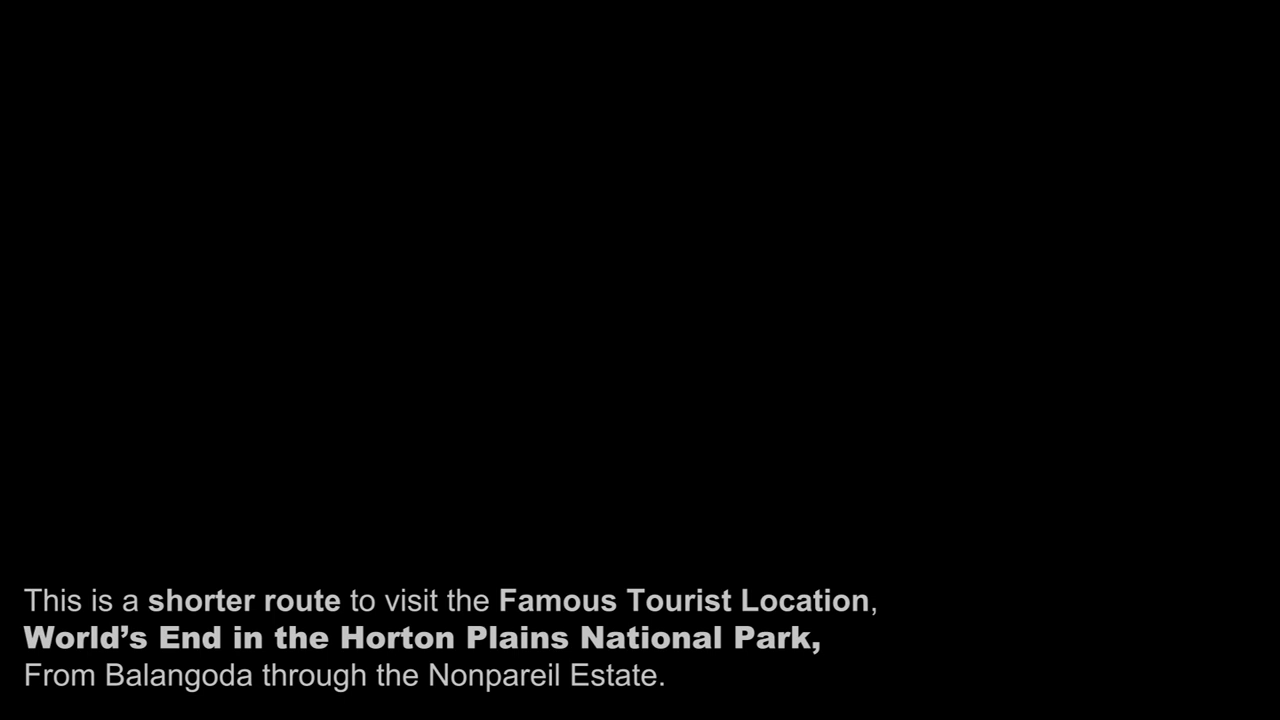 This is a shorter route to visit the Famous Tourist Location,
World’s End in the Horton Plains National Park,
From Balangoda through the Nonpareil Estate.